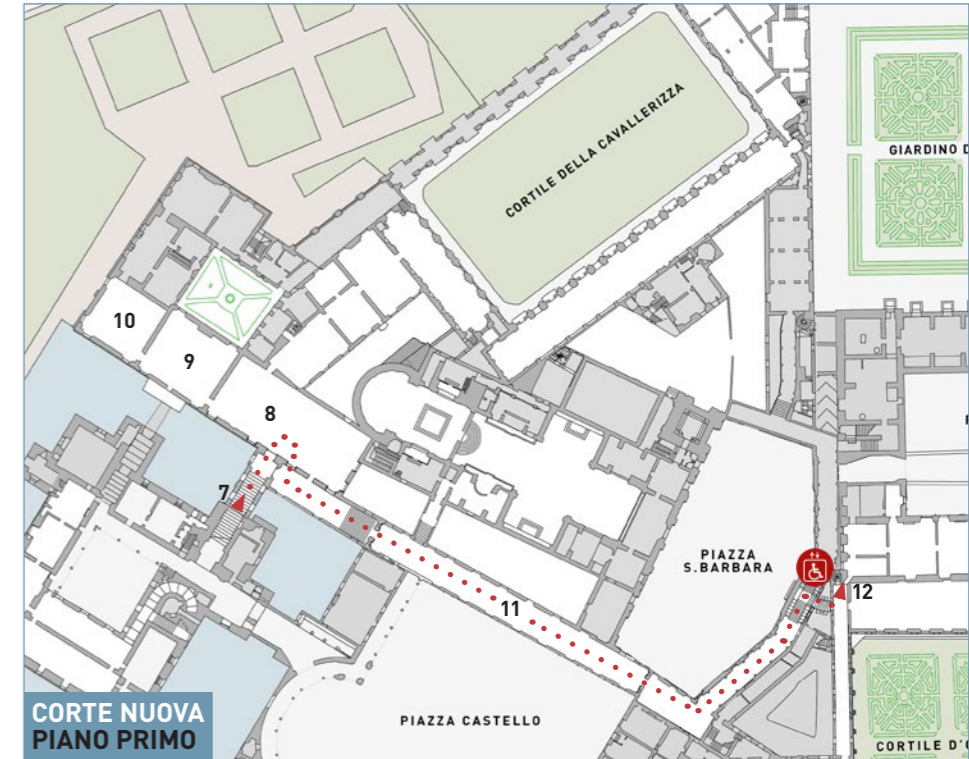 CORTILE DELLA CAVALLERIZZA
GIARDINO D
10
9
8
7
PIAZZA
S.BARBARA
12
11
PIAZZA CASTELLO
CORTE NUOVA
PIANO PRIMO
CORTILE D'